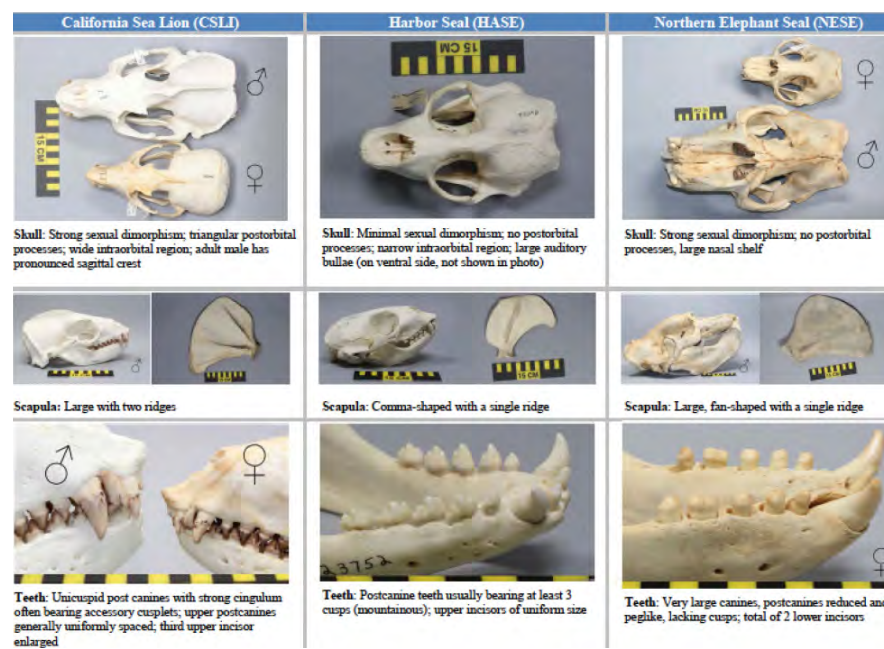 California Sea Lion (CSLI)
Harbor Seal (HASE)
Northern Elephant Seal (NESE)
15 CM
15 CM
15 CM
♂
♀
♀
♂
Skull: Strong sexual dimorphism; triangular postorbital
processes; wide intraorbital region; adult male has
pronounced sagittal crest
Skull: Minimal sexual dimorphism; no postorbital
processes; narrow intraorbital region; large auditory
bullae (on ventral side, not shown in photo)
Skull: Strong sexual dimorphism; no postorbital
processes, large nasal shelf
♂
15 CM
♂
Scapula: Large with two ridges
Scapula: Comma-shaped with a single ridge
Scapula: Large, fan-shaped with a single ridge
♂
♀
23752
♀
Teeth: Unicuspid post canines with strong cingulum
often bearing accessory cusplets; upper postcanines
generally uniformly spaced; third upper incisor
enlarged
Teeth: Postcanine teeth usually bearing at least 3
cusps (mountainous); upper incisors of uniform size
Teeth: Very large canines, postcanines reduced and
peglike, lacking cusps; total of 2 lower incisors